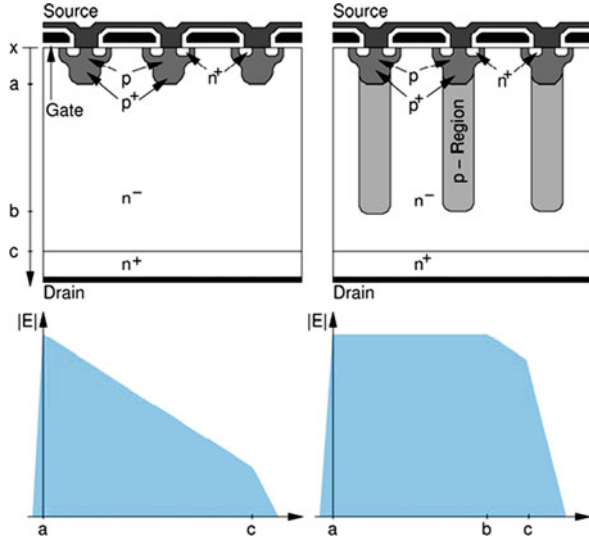 Source
x
a
b
c
Gate
p
p+
n+
n−
n+
Drain
Source
p
p+
n+
p − Region
n−
n+
Drain
|E|
a
c
|E|
a
b
c